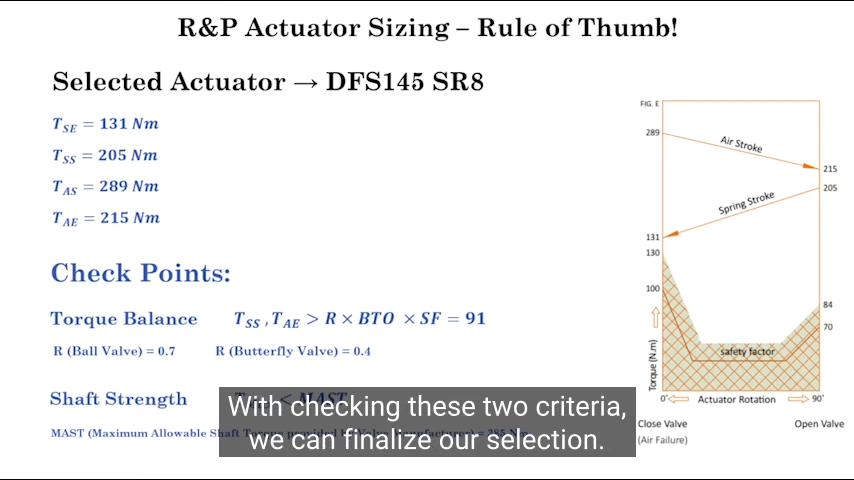 R&P Actuator Sizing – Rule of Thumb!
Selected Actuator → DFS145 SR8
T_SE = 131 Nm
T_SS = 205 Nm
T_AS = 289 Nm
T_AE = 215 Nm
Check Points:
Torque Balance T_SS , T_AE > R × BTO × SF = 91
R (Ball Valve) = 0.7 R (Butterfly Valve) = 0.4
Shaft Strength < MAST
MAST (Maximum Allowable Shaft Torque provided by Valve Manufacturer) = 285 Nm
With checking these two criteria,
we can finalize our selection.
FIG. E
289
Air Stroke
215
205
Spring Stroke
131
130
100
84
70
safety factor
Torque (N.m)
0° Actuator Rotation 90°
Close Valve Open Valve
(Air Failure)